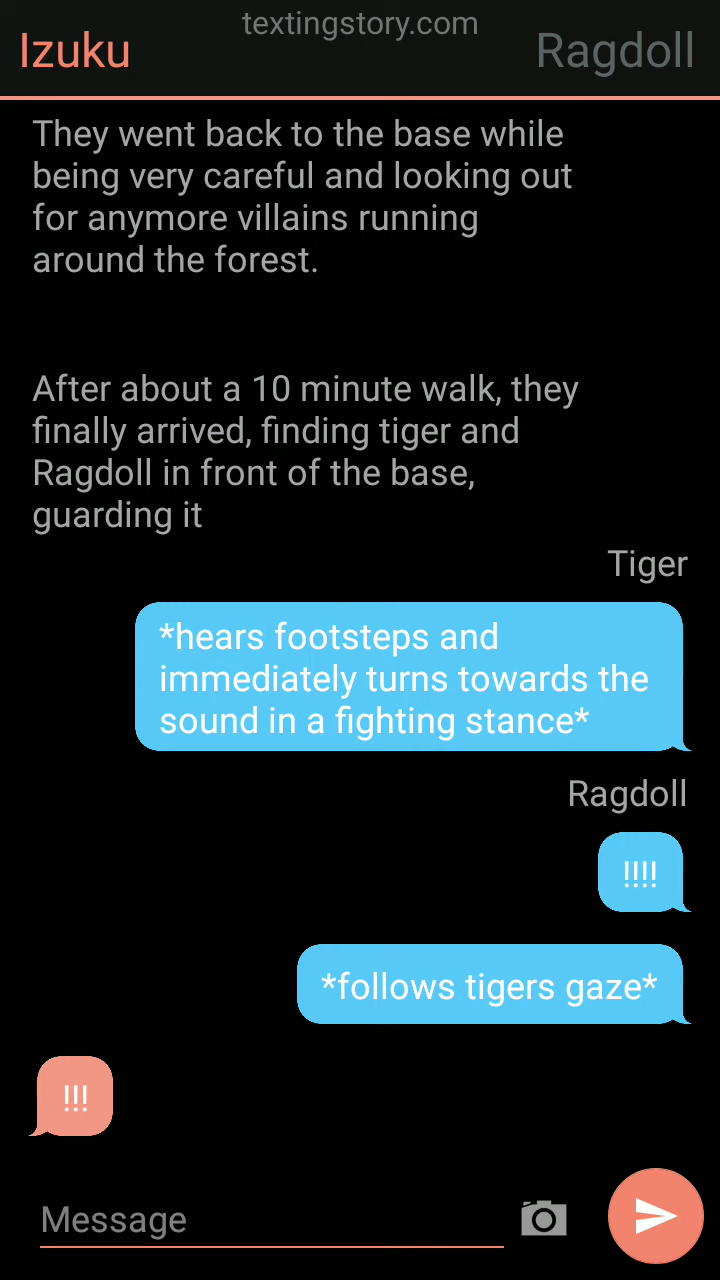 textingstory.com
Izuku
Ragdoll
They went back to the base while
being very careful and looking out
for anymore villains running
around the forest.
After about a 10 minute walk, they
finally arrived, finding tiger and
Ragdoll in front of the base,
guarding it
Tiger
*hears footsteps and
immediately turns towards the
sound in a fighting stance*
Ragdoll
!!!!
*follows tigers gaze*
!!!
Message